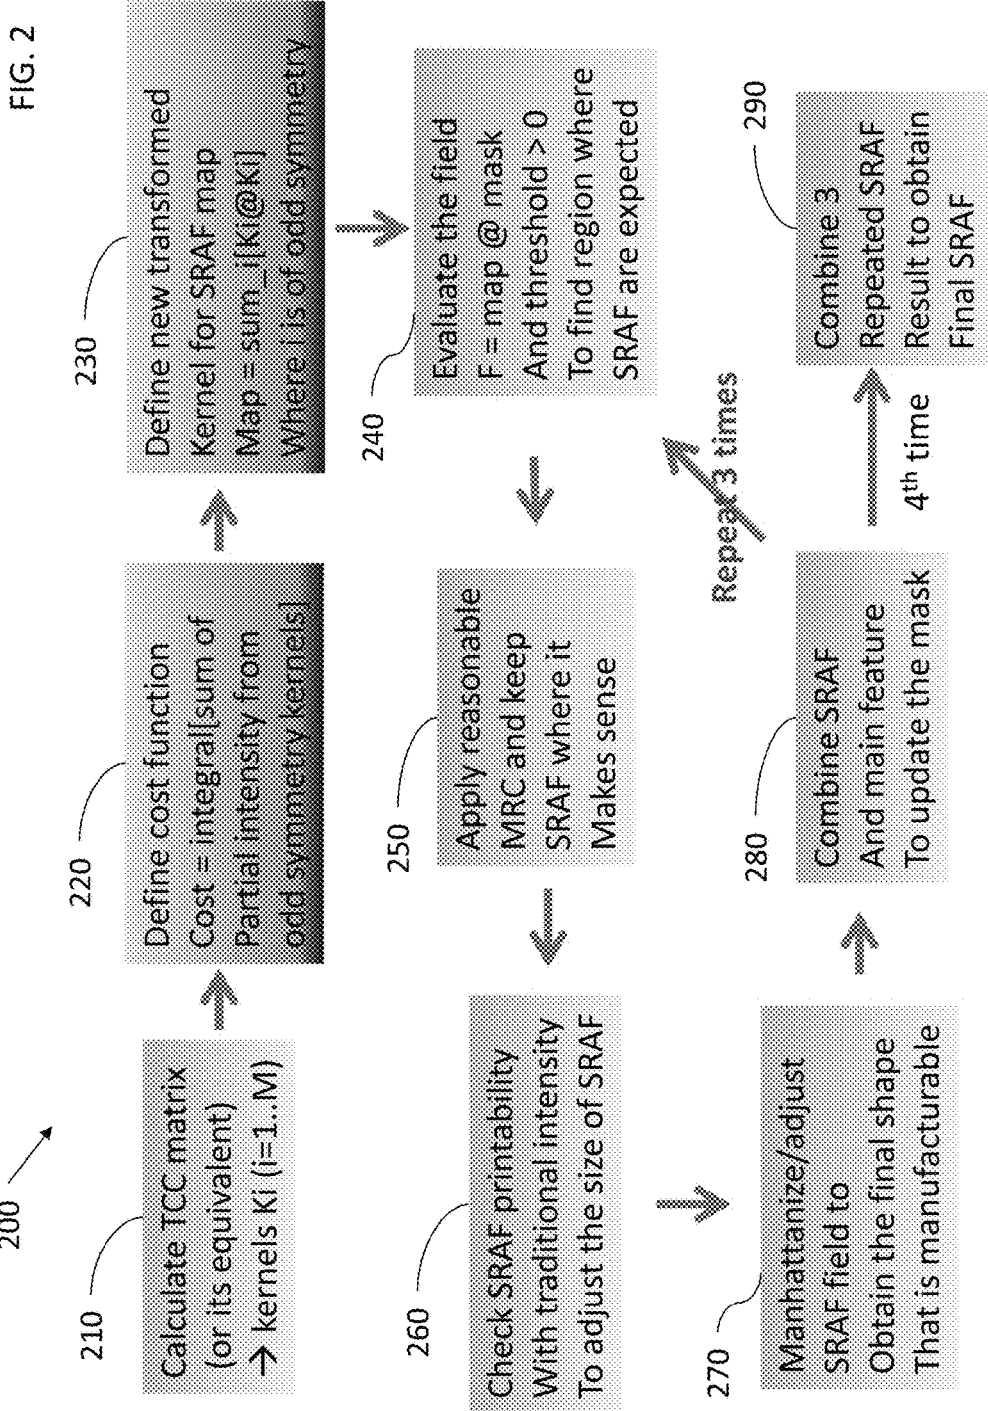 FIG. 2
200
210
Calculate TCC matrix
(or its equivalent)
→ kernels Ki (i=1..M)
220
Define cost function
Cost = integral[sum of
Partial intensity from
odd symmetry kernels]
230
Define new transformed
Kernel for SRAF map
Map = sum_i[Ki@Ki]
Where i is of odd symmetry
240
Evaluate the field
F = map @ mask
And threshold > 0
To find region where
SRAF are expected
250
Apply reasonable
MRC and keep
SRAF where it
Makes sense
260
Check SRAF printability
With traditional intensity
To adjust the size of SRAF
270
Manhattanize/adjust
SRAF field to
Obtain the final shape
That is manufacturable
280
Combine SRAF
And main feature
To update the mask
Repeat 3 times
4th time
290
Combine 3
Repeated SRAF
Result to obtain
Final SRAF